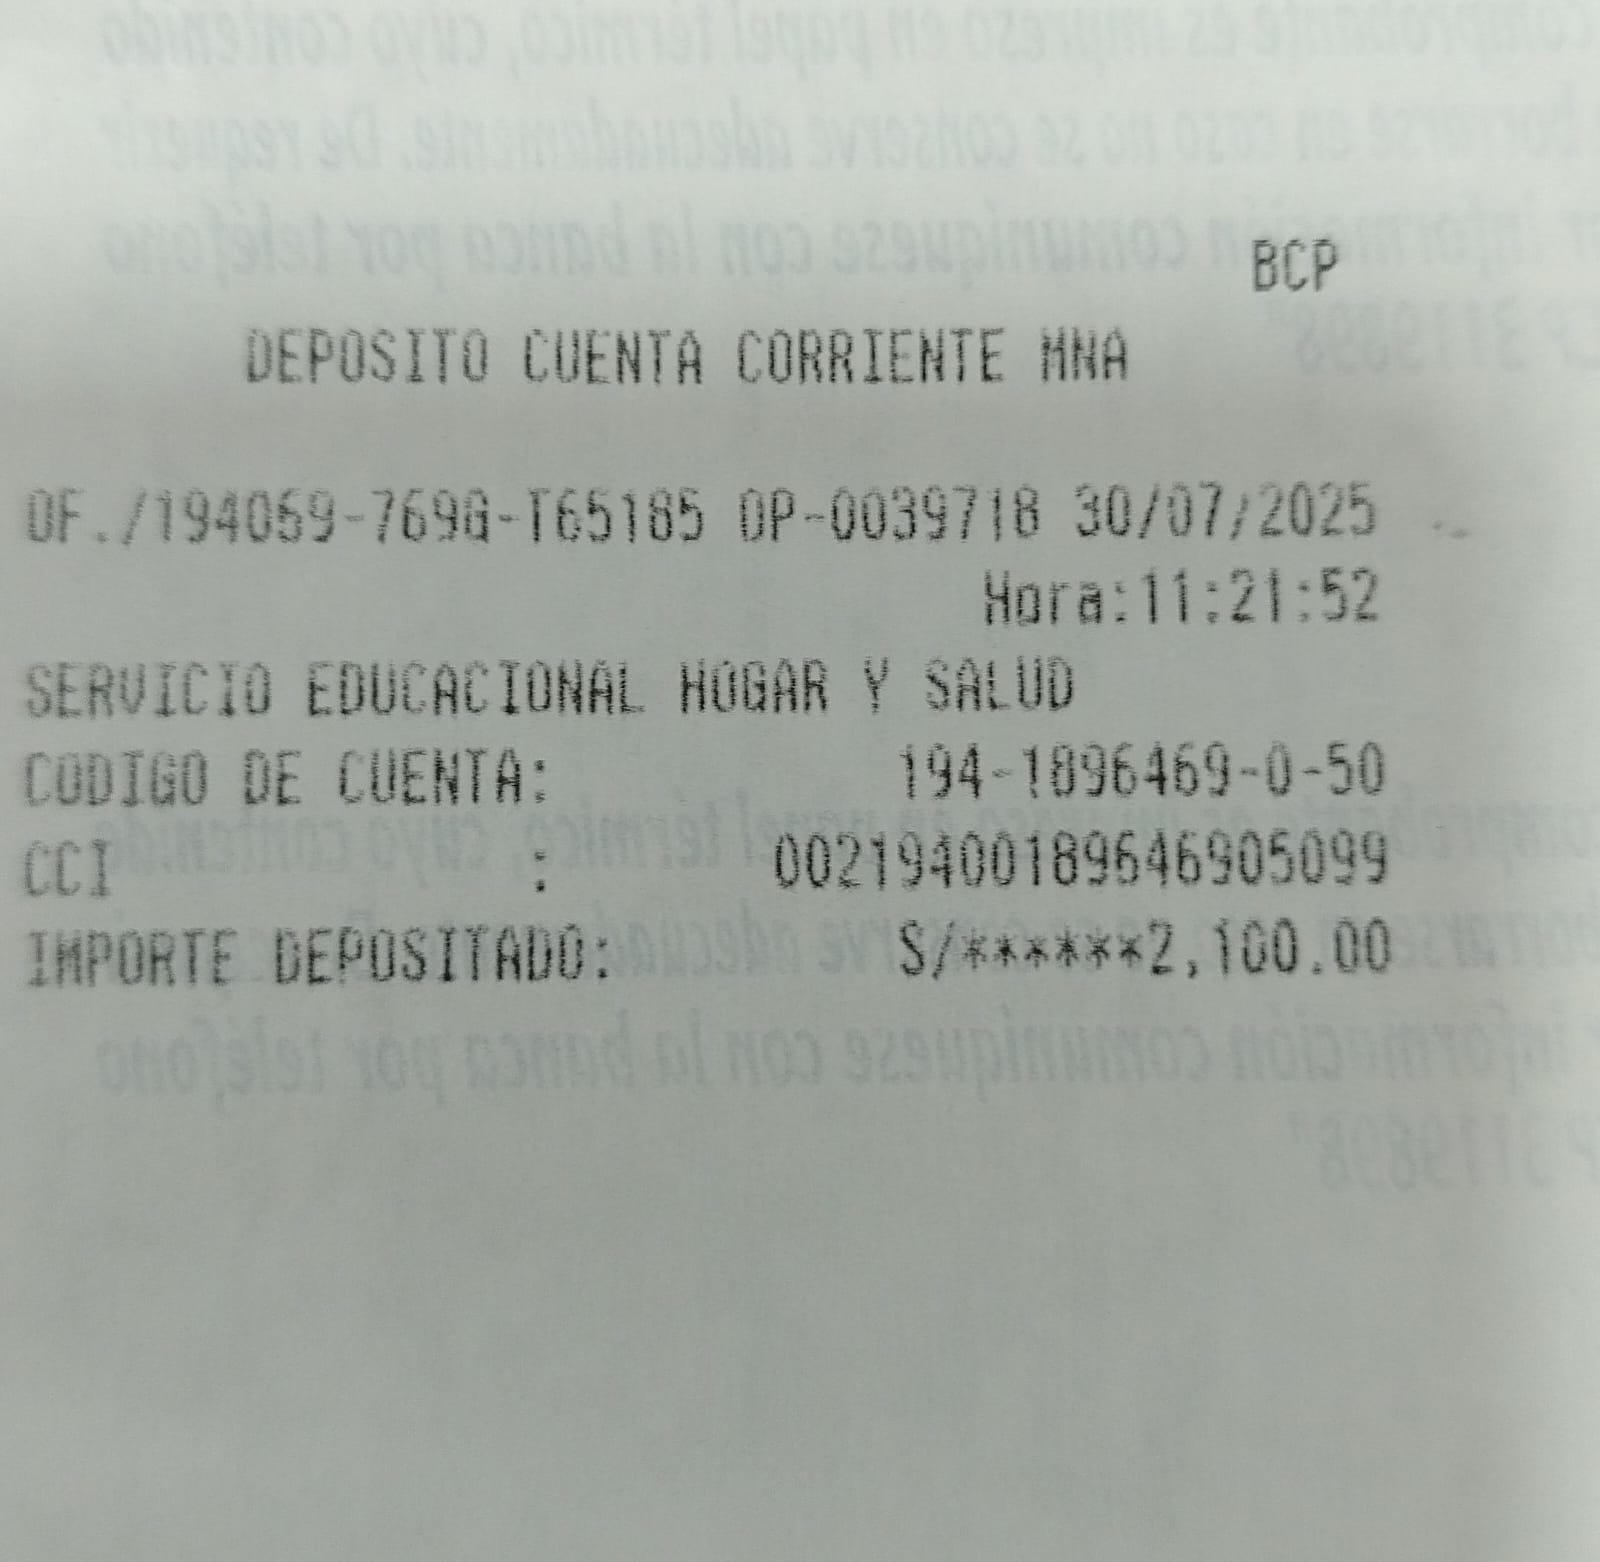 BCP
DEPOSITO CUENTA CORRIENTE MNA
OF./194059-769G-T65185 OP-0039718 30/07/2025
Hora:11:21:52
SERVICIO EDUCACIONAL HOGAR Y SALUD
CODIGO DE CUENTA: 194-1896469-0-50
CCI : 00219400189646905099
IMPORTE DEPOSITADO: S/******2,100.00